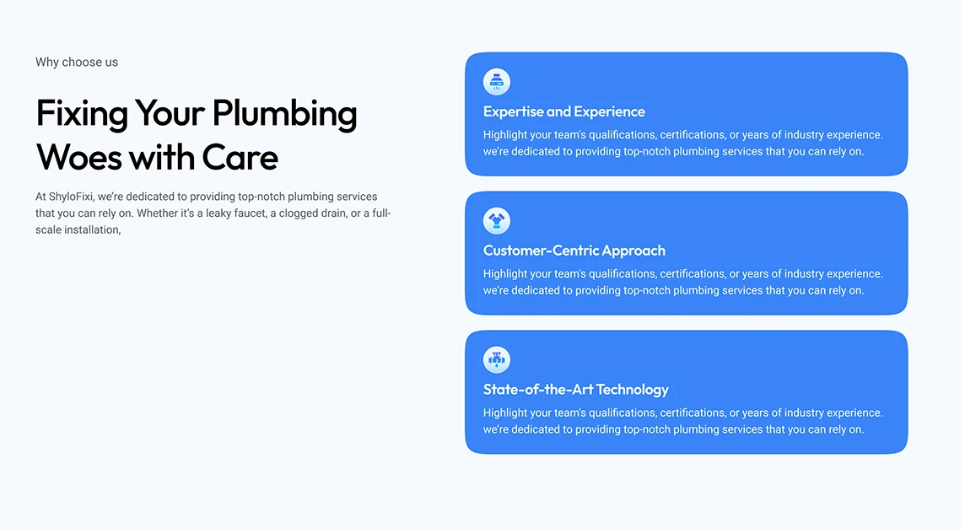 Why choose us
Fixing Your Plumbing
Woes with Care
At ShyloFixi, we're dedicated to providing top-notch plumbing services
that you can rely on. Whether it's a leaky faucet, a clogged drain, or a full-
scale installation,
Expertise and Experience
Highlight your team's qualifications, certifications, or years of industry experience.
we're dedicated to providing top-notch plumbing services that you can rely on.
Customer-Centric Approach
Highlight your team's qualifications, certifications, or years of industry experience.
we're dedicated to providing top-notch plumbing services that you can rely on.
State-of-the-Art Technology
Highlight your team's qualifications, certifications, or years of industry experience.
we're dedicated to providing top-notch plumbing services that you can rely on.